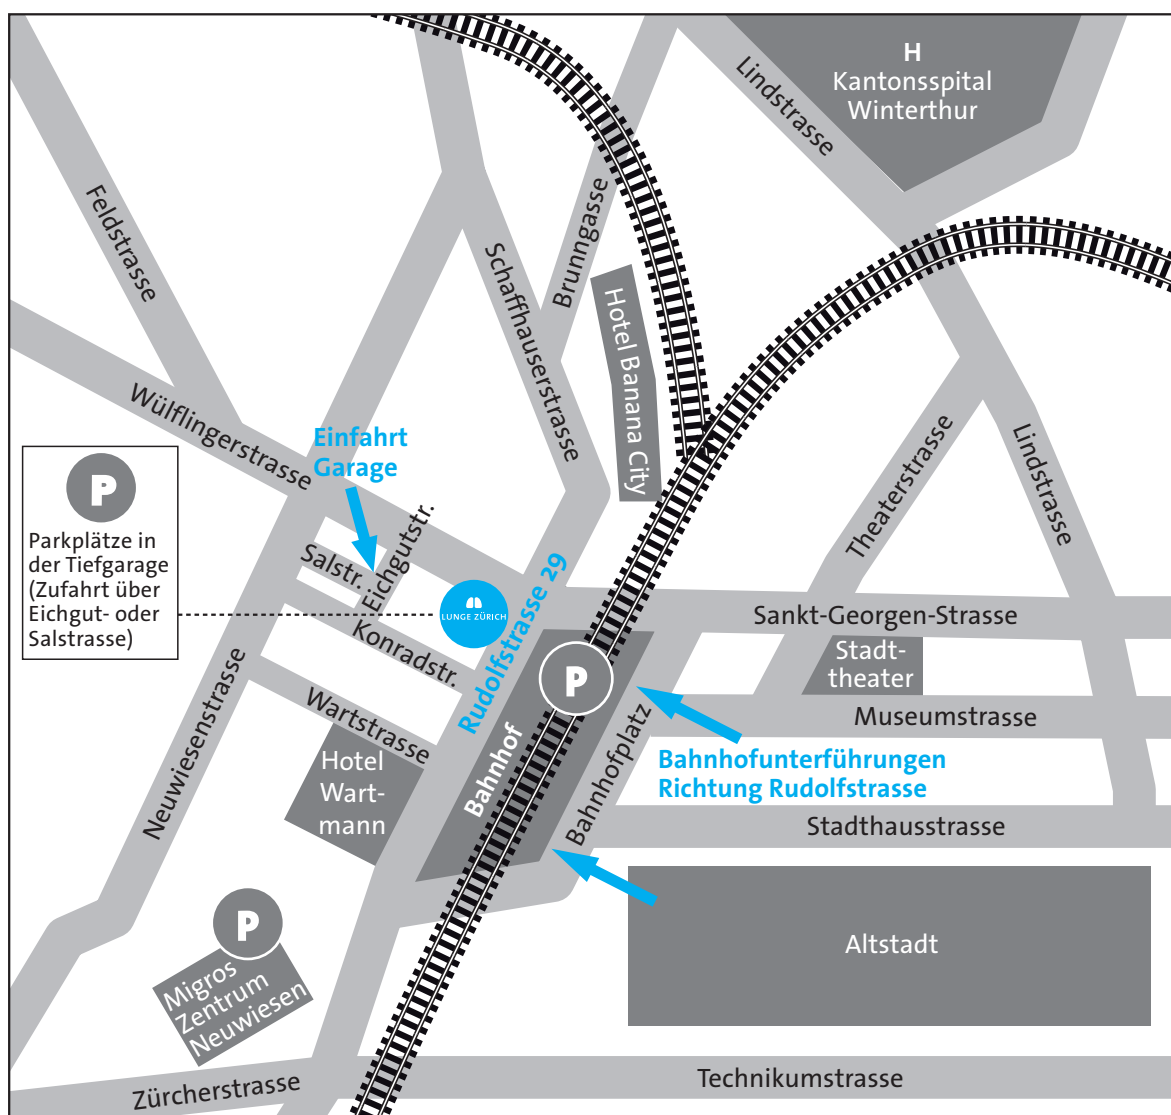 H
Kantonsspital
Winterthur
Lindstrasse
Feldstrasse
Brunngasse
Schaffhauserstrasse
Hotel Banana City
Wülflingerstrasse
Einfahrt
Garage
Theaterstrasse
Lindstrasse
P
Parkplätze in
der Tiefgarage
(Zufahrt über
Eichgut- oder
Salstrasse)
Salstr.
Eichgutstr.
Konradstr.
LUNGE ZÜRICH
Rudolfstrasse 29
Sankt-Georgen-Strasse
Stadt-
theater
P
Museumstrasse
Neuwiesenstrasse
Wartstrasse
Hotel
Wart-
mann
Bahnhof
Bahnhofplatz
Bahnhofunterführungen
Richtung Rudolfstrasse
Stadthausstrasse
P
Migros
Zentrum
Neuwiesen
Altstadt
Zürcherstrasse
Technikumstrasse